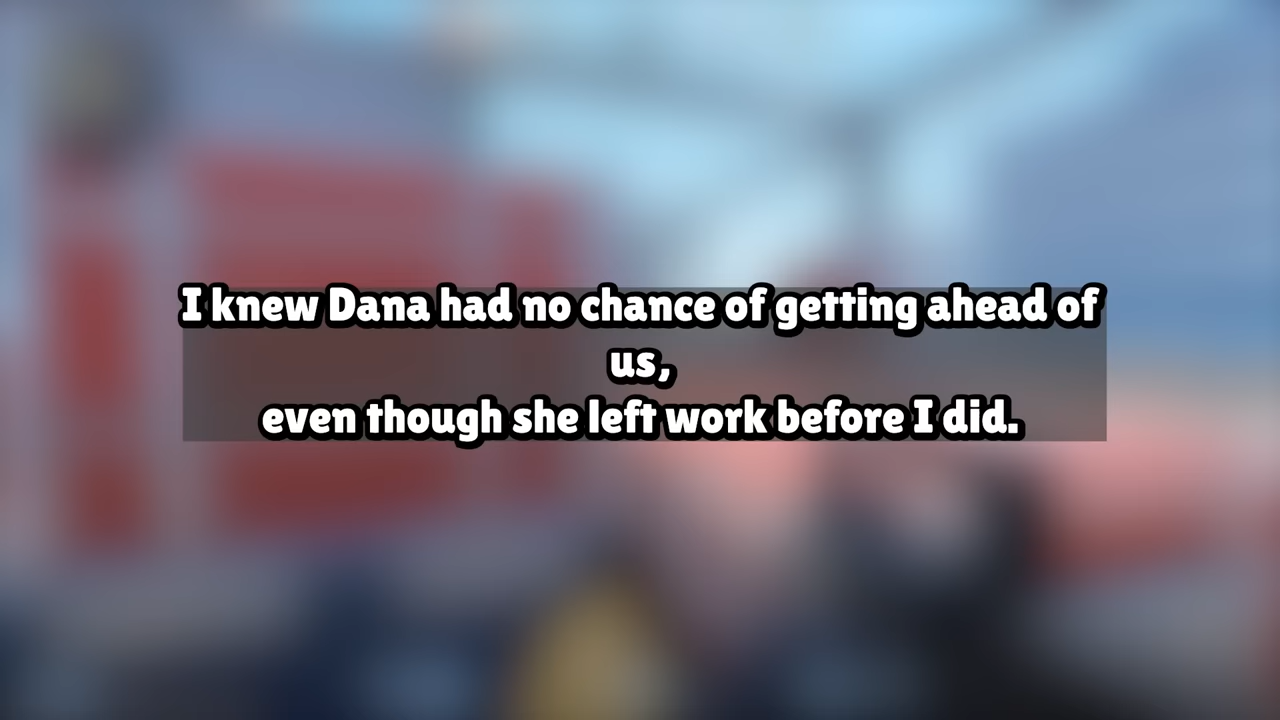 I knew Dana had no chance of getting ahead of
us,
even though she left work before I did.